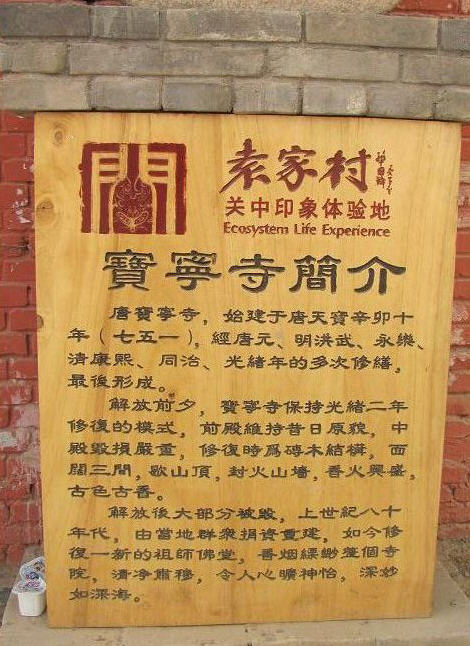 袁家村
关中印象体验地
Ecosystem Life Experience
寶寧寺簡介
唐寶寧寺，始建于唐天寶辛卯十
年（七五一），經唐元、明洪武、永樂、
清康熙、同治、光緒年的多次修繕，
最後形成。
解放前夕，寶寧寺保持光緒二年
修復的模式，前殿維持昔日原貌，中
殿毀損嚴重，修復時爲磚木結構，面
闊三間，歇山頂，封火山墻，香火興盛，
古色古香。
解放後大部分被毀，上世紀八十
年代，由當地群衆捐資重建，如今修
復一新的祖師佛堂，香烟縹緲整個寺
院，清净肅穆，令人心曠神怡，深妙
如深海。